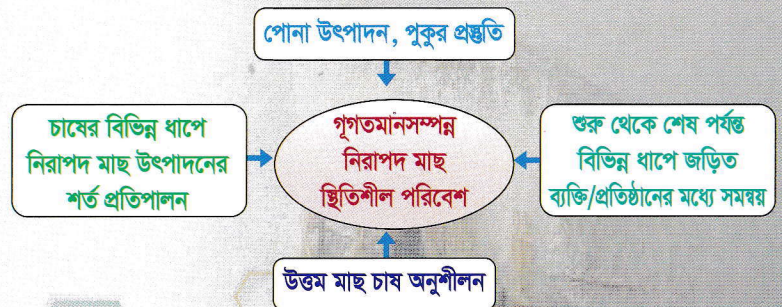 পোনা উৎপাদন, পুকুর প্রস্তুতি
চাষের বিভিন্ন ধাপে
নিরাপদ মাছ উৎপাদনের
শর্ত প্রতিপালন
গূগতমানসম্পন্ন
নিরাপদ মাছ
স্থিতিশীল পরিবেশ
শুরু থেকে শেষ পর্যন্ত
বিভিন্ন ধাপে জড়িত
ব্যক্তি/প্রতিষ্ঠানের মধ্যে সমন্বয়
উত্তম মাছ চাষ অনুশীলন